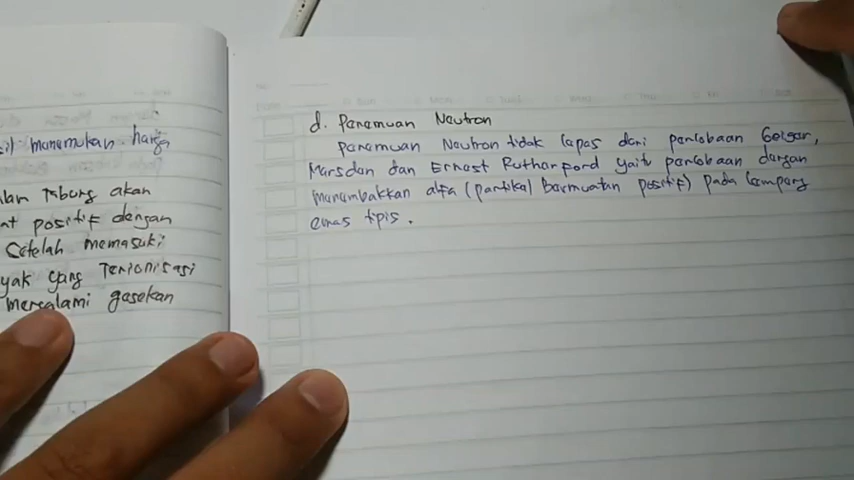 sil manamukan harga
lan Tabung akan
at positif dengan
Setelah memasuki
yak yang Terionisasi
mengalami gesekan
d. Penemuan Neutron
penemuan Neutron tidak lepas dari percobaan Geiger,
Marsdan dan Ernest Rutherford yaitu percobaan dengan
menembakkan alfa (partikel Bermuatan positif) pada lempeng
emas tipis.